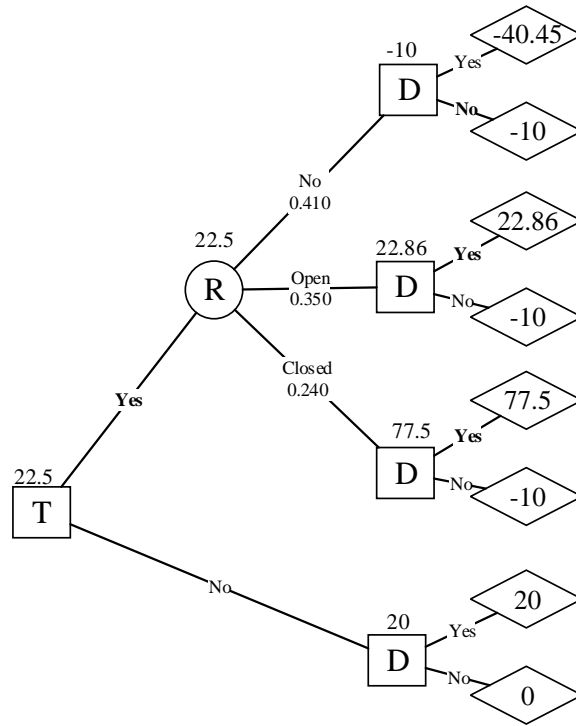 -40.45
-10
Yes
D
No
-10
No
0.410
22.86
22.5
22.86
Yes
D
Open
0.350
R
No
-10
Closed
0.240
77.5
Yes
77.5
Yes
D
No
-10
22.5
T
No
20
20
Yes
D
No
0